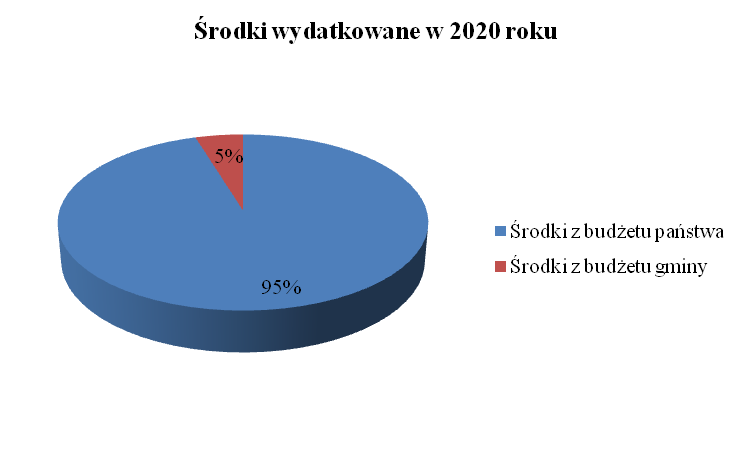 Środki wydatkowane w 2020 roku
5%
95%
Środki z budżetu państwa
Środki z budżetu gminy